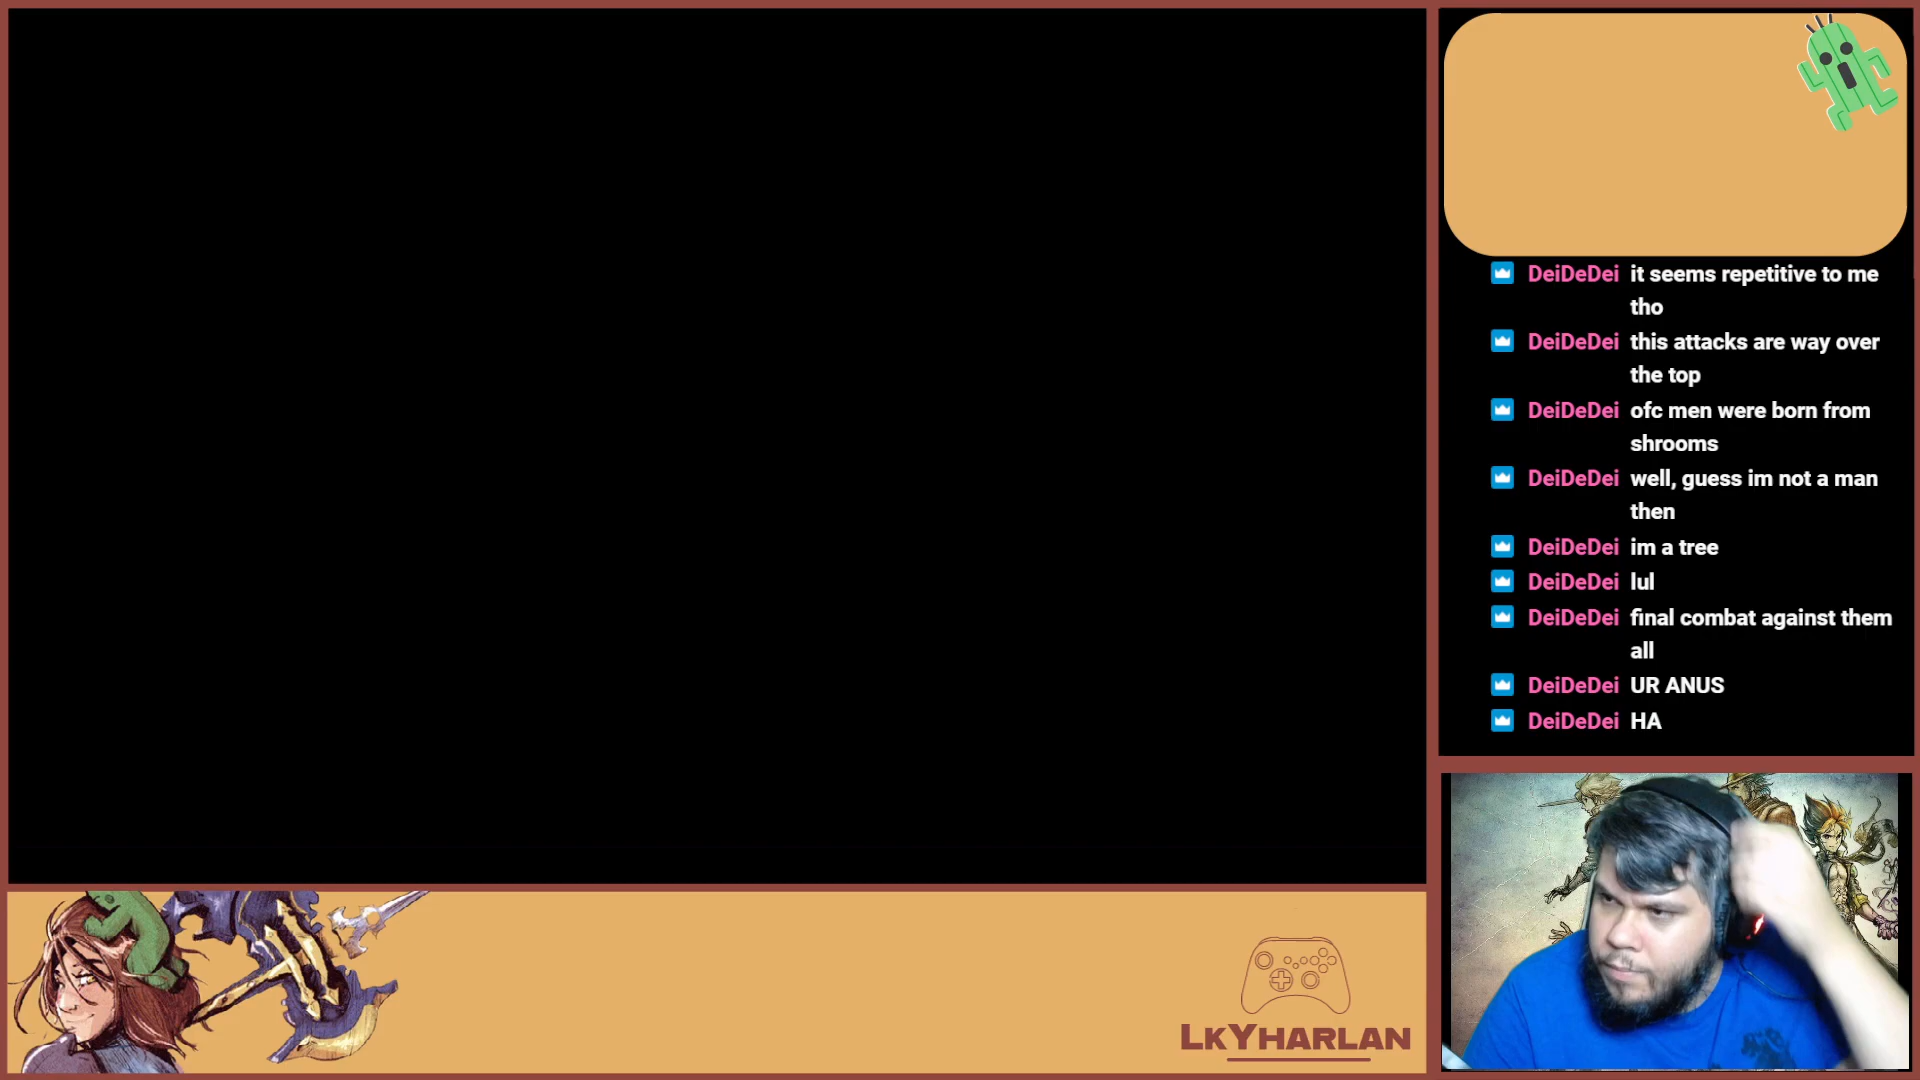 DeiDeDei it seems repetitive to me
tho
DeiDeDei this attacks are way over
the top
DeiDeDei ofc men were born from
shrooms
DeiDeDei well, guess im not a man
then
DeiDeDei im a tree
DeiDeDei lul
DeiDeDei final combat against them
all
DeiDeDei UR ANUS
DeiDeDei HA
LKYHARLAN